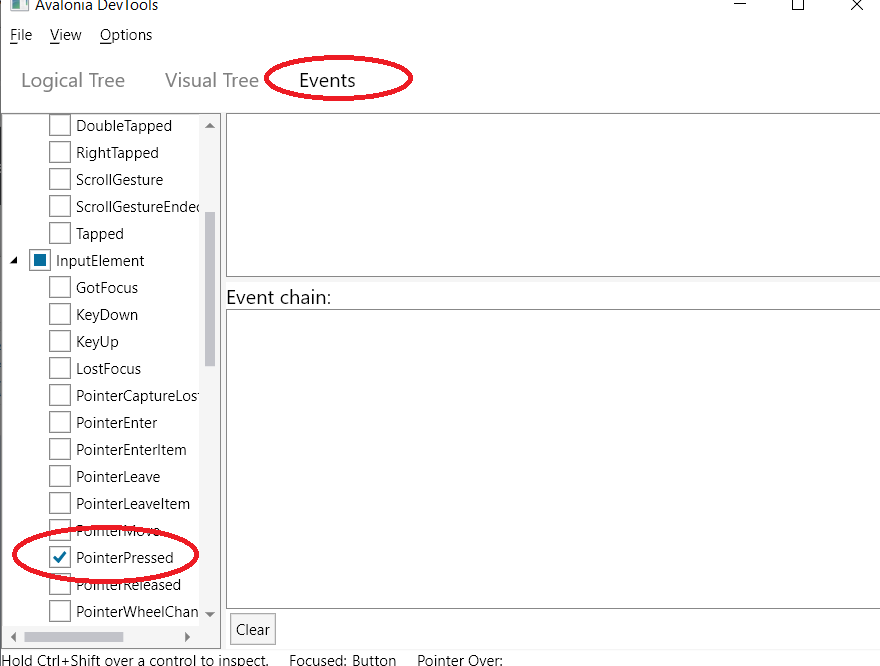 Avalonia DevTools
File View Options
Logical Tree Visual Tree Events
DoubleTapped
RightTapped
ScrollGesture
ScrollGestureEnded
Tapped
InputElement
GotFocus
KeyDown
KeyUp
LostFocus
PointerCaptureLost
PointerEnter
PointerEnterItem
PointerLeave
PointerLeaveItem
PointerMove
PointerPressed
PointerReleased
PointerWheelChan
Event chain:
Clear
Hold Ctrl+Shift over a control to inspect. Focused: Button Pointer Over: